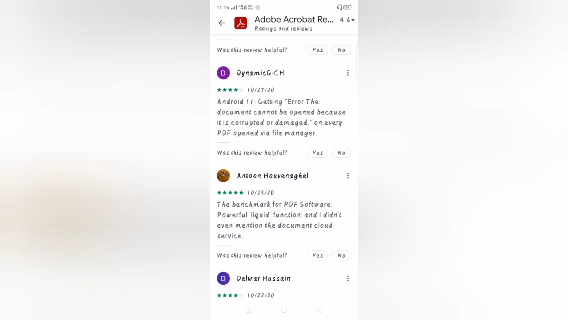 Adobe Acrobat Re... 4.6★
Ratings and reviews
Was this review helpful? Yes No
D DynamicG-CH
10/27/20
Android 11: Getting "Error The
document cannot be opened because
it is corrupted or damaged." on every
PDF opened via file manager.
Was this review helpful? Yes No
Antoon Houvenaghel
10/23/20
The benchmark for PDF Software.
Powerful liquid function and I didn't
even mention the document cloud
service.
Was this review helpful? Yes No
D Delwar Hussain
10/22/20